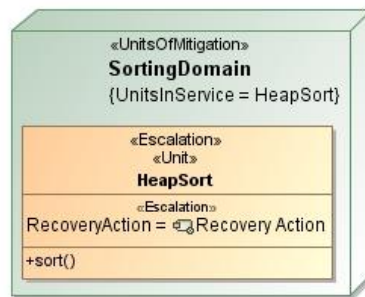 «UnitsOfMitigation»
SortingDomain
{UnitsInService = HeapSort}
«Escalation»
«Unit»
HeapSort
«Escalation»
RecoveryAction = Recovery Action
+sort()